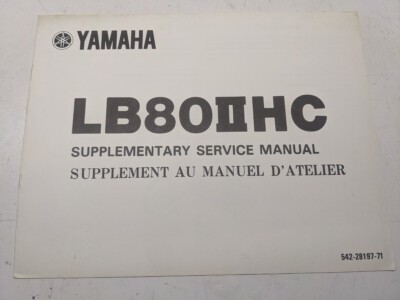 YAMAHA
LB80IIHC
SUPPLEMENTARY SERVICE MANUAL
SUPPLEMENT AU MANUEL D'ATELIER
542-28197-71